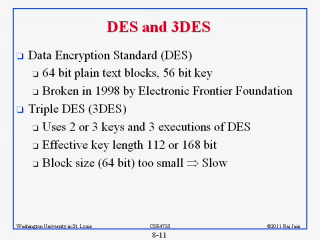 DES and 3DES
❑ Data Encryption Standard (DES)
❑ 64 bit plain text blocks, 56 bit key
❑ Broken in 1998 by Electronic Frontier Foundation
❑ Triple DES (3DES)
❑ Uses 2 or 3 keys and 3 executions of DES
❑ Effective key length 112 or 168 bit
❑ Block size (64 bit) too small ⇒ Slow
Washington University in St. Louis CSE473S ©2011 Raj Jain
8-11